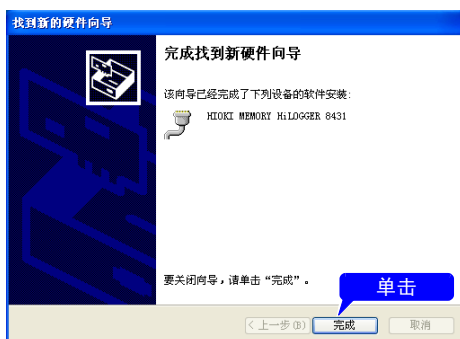 找到新的硬件向导
完成找到新硬件向导
该向导已经完成了下列设备的软件安装:
HIOKI MEMORY HiLOGGER 8431
要关闭向导，请单击“完成”。
单击
< 上一步(B)
完成
取消